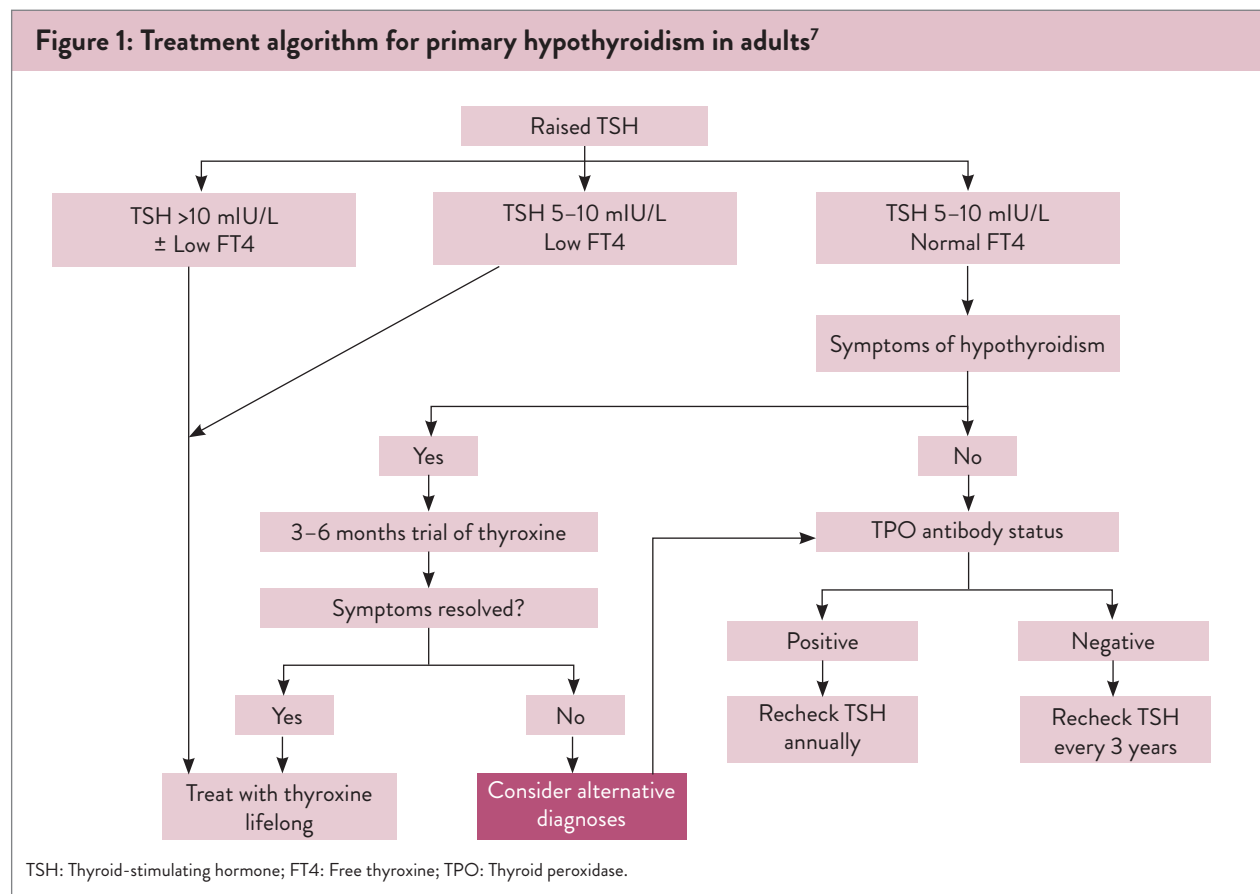 Figure 1: Treatment algorithm for primary hypothyroidism in adults⁷
Raised TSH
TSH >10 mIU/L
± Low FT4
TSH 5–10 mIU/L
Low FT4
TSH 5–10 mIU/L
Normal FT4
Symptoms of hypothyroidism
Yes
No
3–6 months trial of thyroxine
TPO antibody status
Symptoms resolved?
Positive
Negative
Yes
No
Recheck TSH
annually
Recheck TSH
every 3 years
Treat with thyroxine
lifelong
Consider alternative
diagnoses
TSH: Thyroid-stimulating hormone; FT4: Free thyroxine; TPO: Thyroid peroxidase.